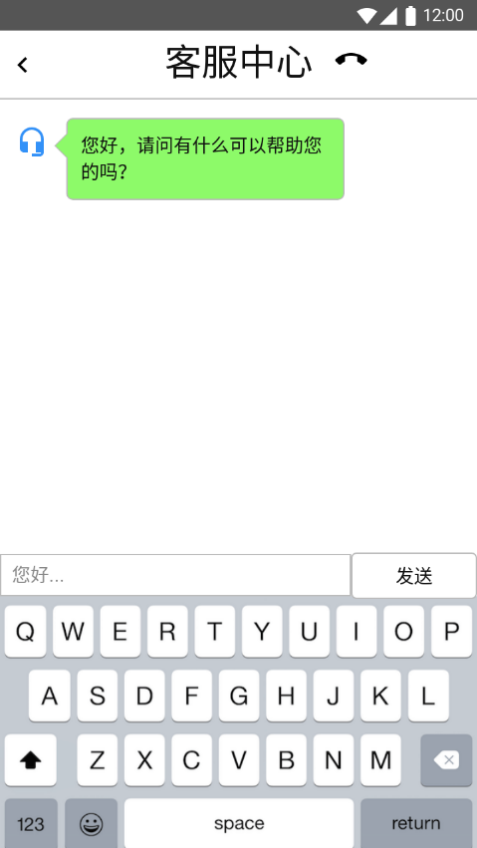 12:00
客服中心
您好，请问有什么可以帮助您
的吗?
您好...
发送
Q W E R T Y U I O P
A S D F G H J K L
Z X C V B N M
123 space return